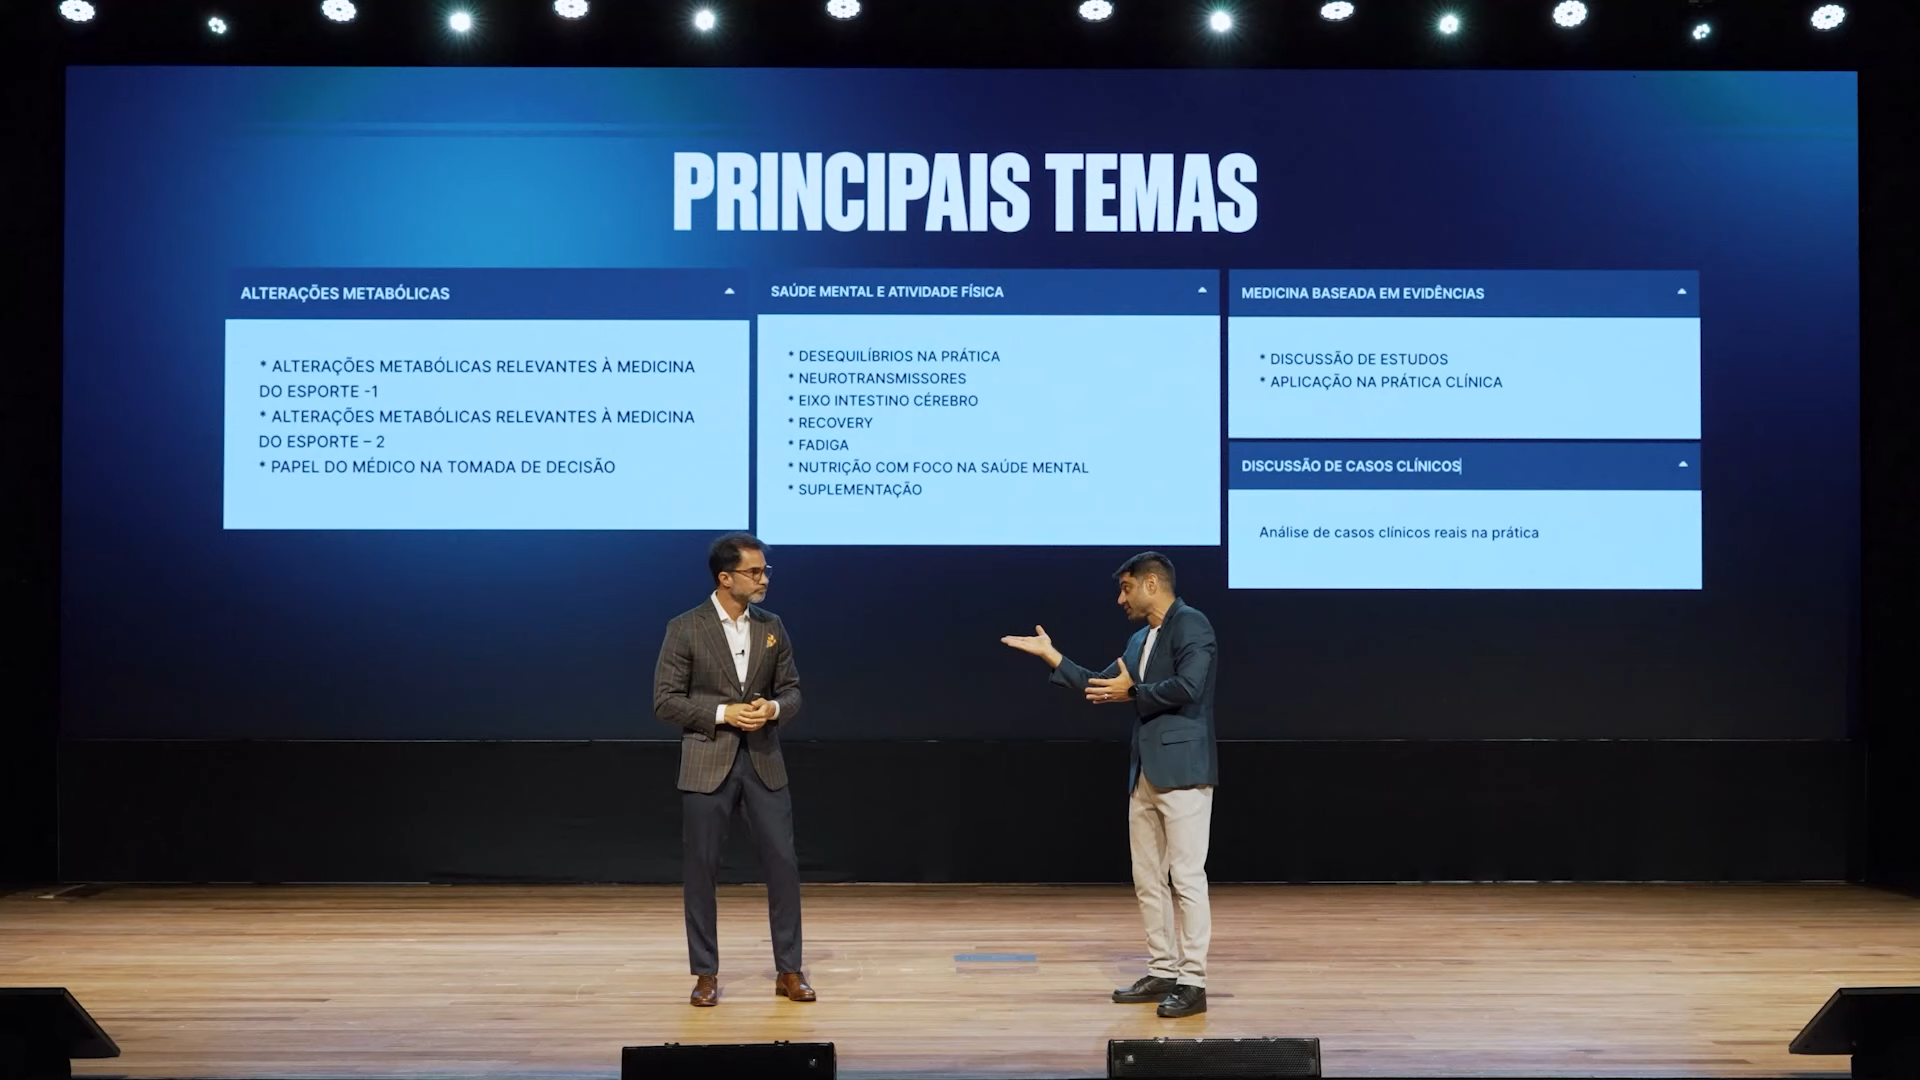 PRINCIPAIS TEMAS
ALTERAÇÕES METABÓLICAS
* ALTERAÇÕES METABÓLICAS RELEVANTES À MEDICINA
DO ESPORTE -1
* ALTERAÇÕES METABÓLICAS RELEVANTES À MEDICINA
DO ESPORTE – 2
* PAPEL DO MÉDICO NA TOMADA DE DECISÃO
SAÚDE MENTAL E ATIVIDADE FÍSICA
* DESEQUILÍBRIOS NA PRÁTICA
* NEUROTRANSMISSORES
* EIXO INTESTINO CÉREBRO
* RECOVERY
* FADIGA
* NUTRIÇÃO COM FOCO NA SAÚDE MENTAL
* SUPLEMENTAÇÃO
MEDICINA BASEADA EM EVIDÊNCIAS
* DISCUSSÃO DE ESTUDOS
* APLICAÇÃO NA PRÁTICA CLÍNICA
DISCUSSÃO DE CASOS CLÍNICOS
Análise de casos clínicos reais na prática